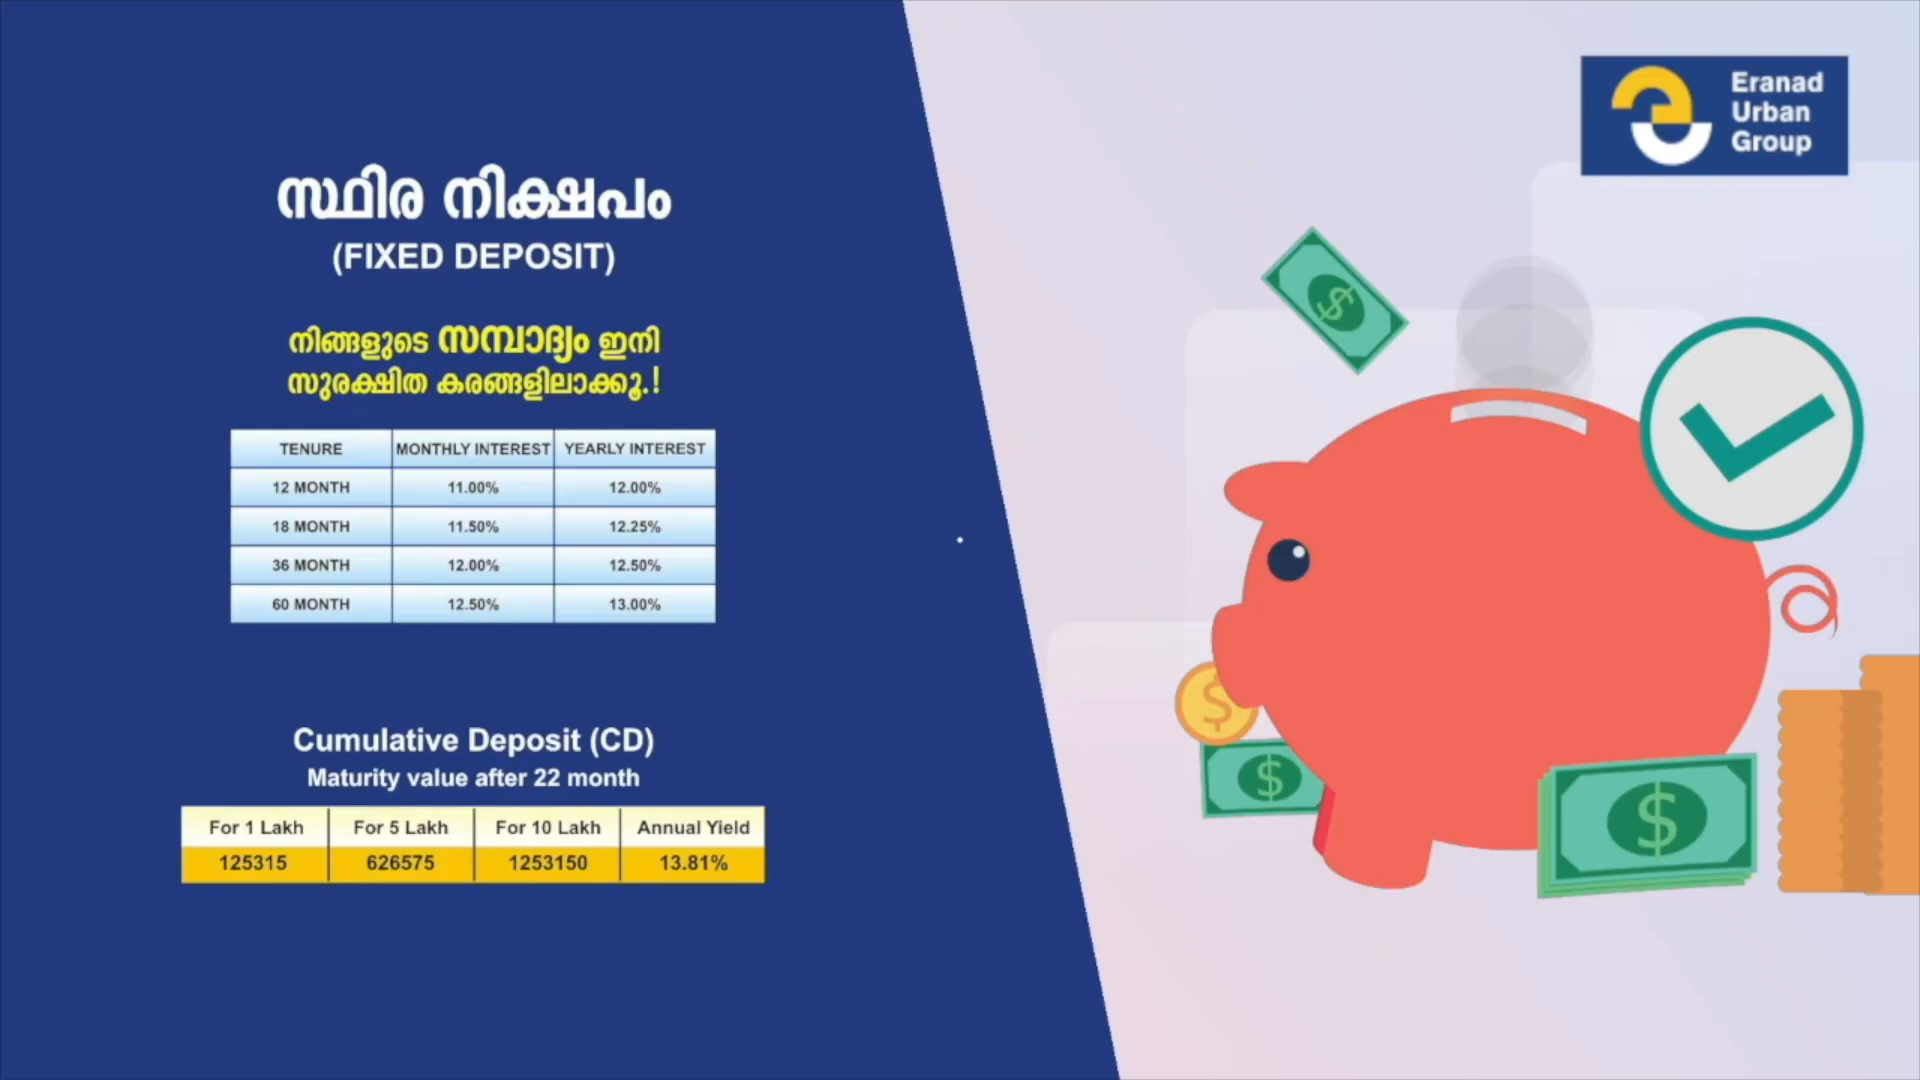 Eranad
Urban
Group
സ്ഥിര നിക്ഷപം
(FIXED DEPOSIT)
നിങ്ങളുടെ സമ്പാദ്യം ഇനി
സുരക്ഷിത കരങ്ങളിലാക്കൂ.!
TENURE MONTHLY INTEREST YEARLY INTEREST
12 MONTH 11.00% 12.00%
18 MONTH 11.50% 12.25%
36 MONTH 12.00% 12.50%
60 MONTH 12.50% 13.00%
Cumulative Deposit (CD)
Maturity value after 22 month
For 1 Lakh For 5 Lakh For 10 Lakh Annual Yield
125315 626575 1253150 13.81%
$
$
$
$